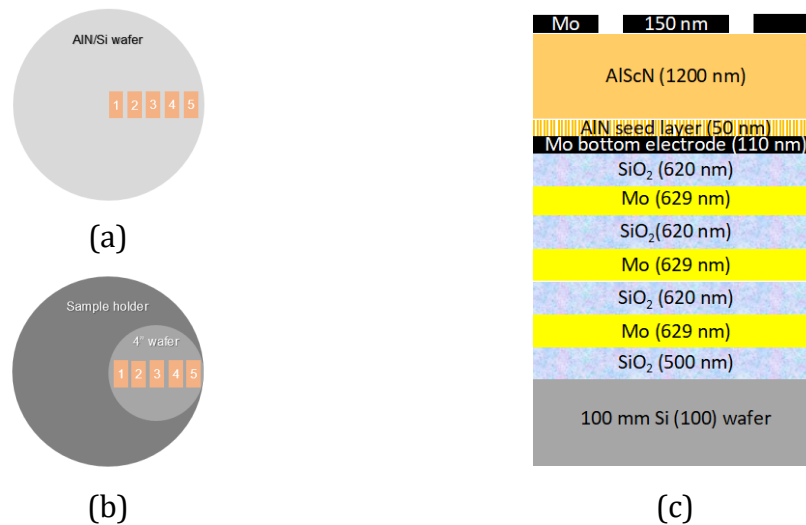 AlN/Si wafer
1 2 3 4 5
(a)
Sample holder
4" wafer
1 2 3 4 5
(b)
Mo 150 nm
AlScN (1200 nm)
AlN seed layer (50 nm)
Mo bottom electrode (110 nm)
SiO₂ (620 nm)
Mo (629 nm)
SiO₂(620 nm)
Mo (629 nm)
SiO₂ (620 nm)
Mo (629 nm)
SiO₂ (500 nm)
100 mm Si (100) wafer
(c)